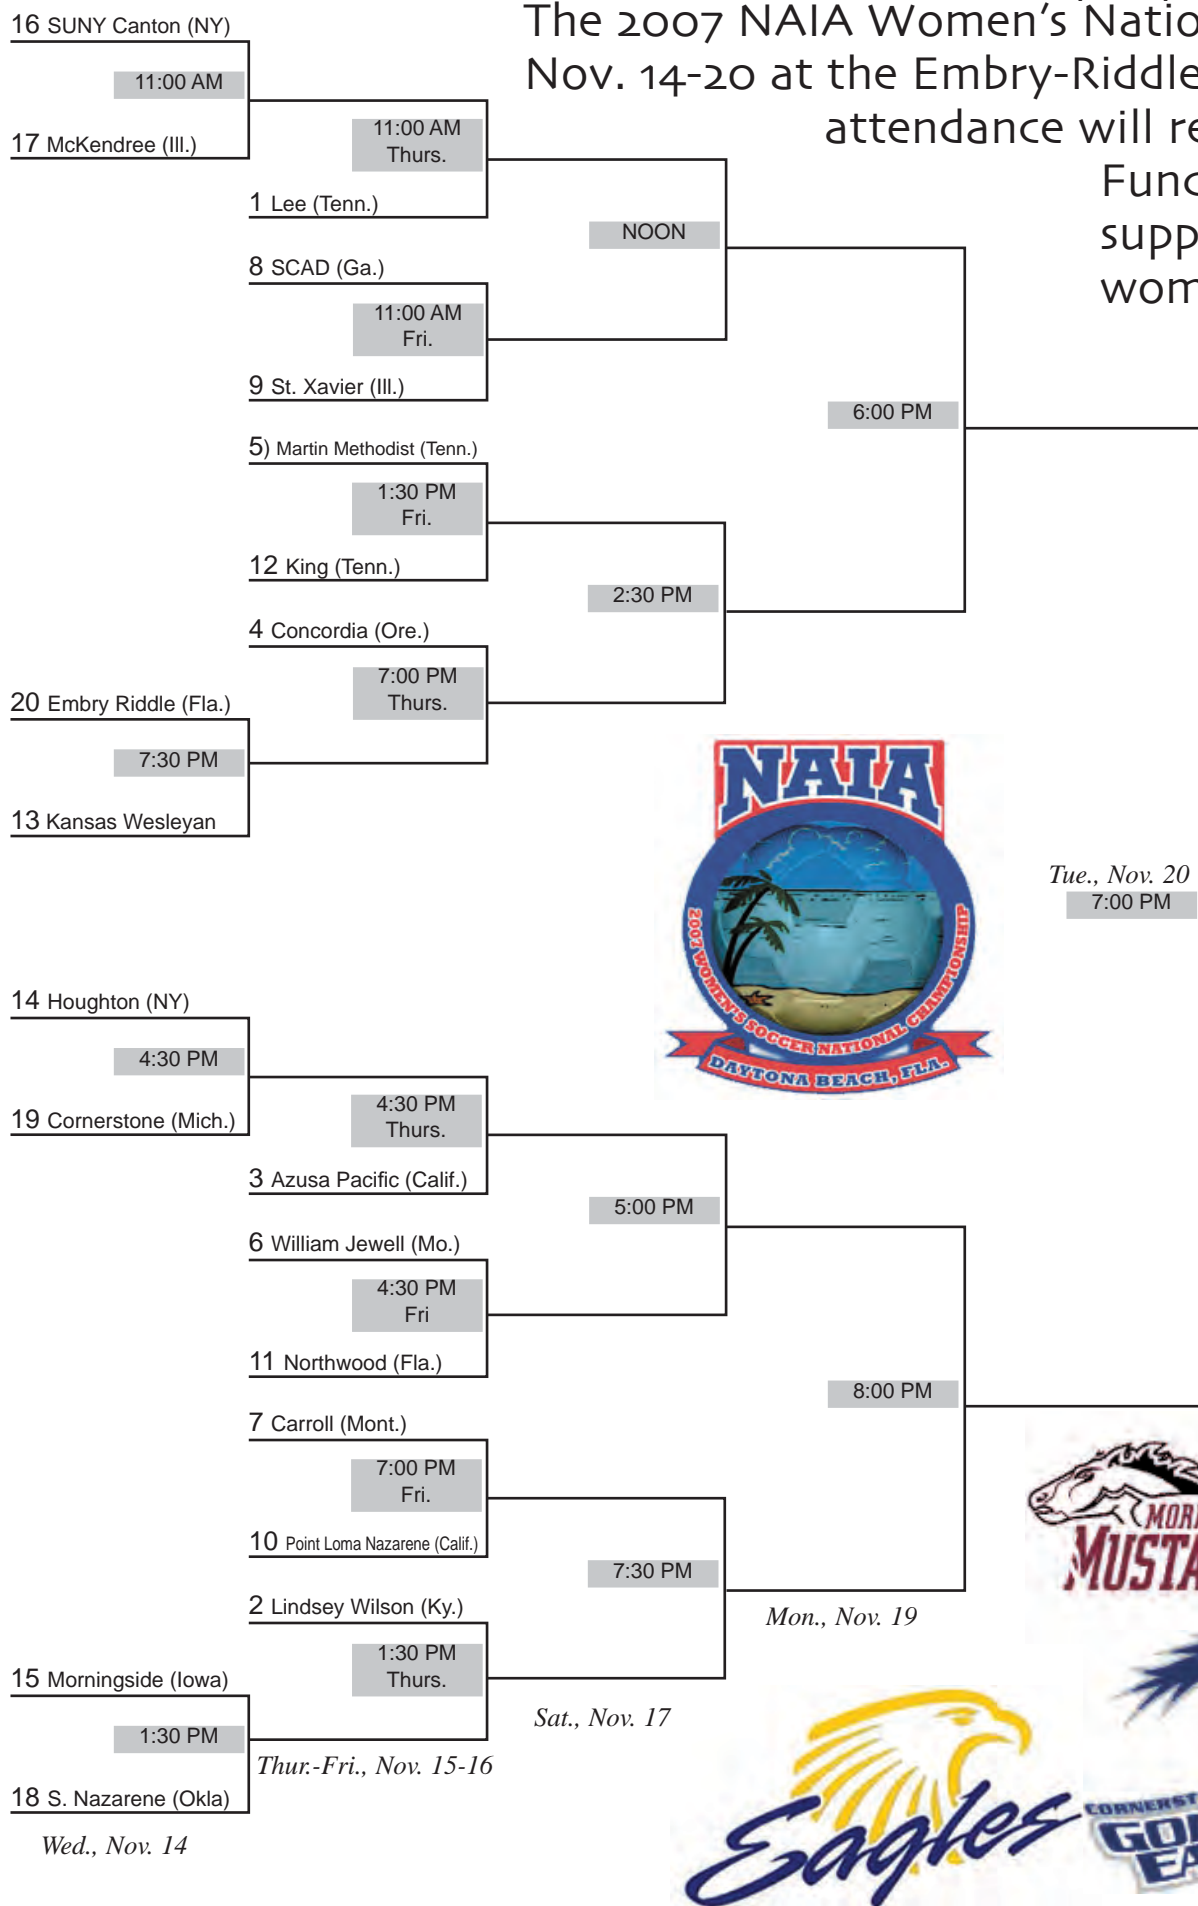 The 2007 NAIA Women's Natio
Nov. 14-20 at the Embry-Riddle
attendance will re
Func
supp
wom
16 SUNY Canton (NY)
11:00 AM
17 McKendree (Ill.)
11:00 AM
Thurs.
1 Lee (Tenn.)
NOON
8 SCAD (Ga.)
11:00 AM
Fri.
9 St. Xavier (Ill.)
6:00 PM
5) Martin Methodist (Tenn.)
1:30 PM
Fri.
12 King (Tenn.)
2:30 PM
4 Concordia (Ore.)
7:00 PM
Thurs.
20 Embry Riddle (Fla.)
7:30 PM
13 Kansas Wesleyan
NAIA
2007 WOMEN'S SOCCER NATIONAL CHAMPIONSHIP
DAYTONA BEACH, FLA.
Tue., Nov. 20
7:00 PM
14 Houghton (NY)
4:30 PM
19 Cornerstone (Mich.)
4:30 PM
Thurs.
3 Azusa Pacific (Calif.)
5:00 PM
6 William Jewell (Mo.)
4:30 PM
Fri
11 Northwood (Fla.)
8:00 PM
7 Carroll (Mont.)
7:00 PM
Fri.
10 Point Loma Nazarene (Calif.)
7:30 PM
2 Lindsey Wilson (Ky.)
1:30 PM
Thurs.
15 Morningside (Iowa)
1:30 PM
18 S. Nazarene (Okla)
Wed., Nov. 14
Thur.-Fri., Nov. 15-16
Sat., Nov. 17
Mon., Nov. 19
MOR
MUSTA
Eagles
CORNERST
GOL
EA